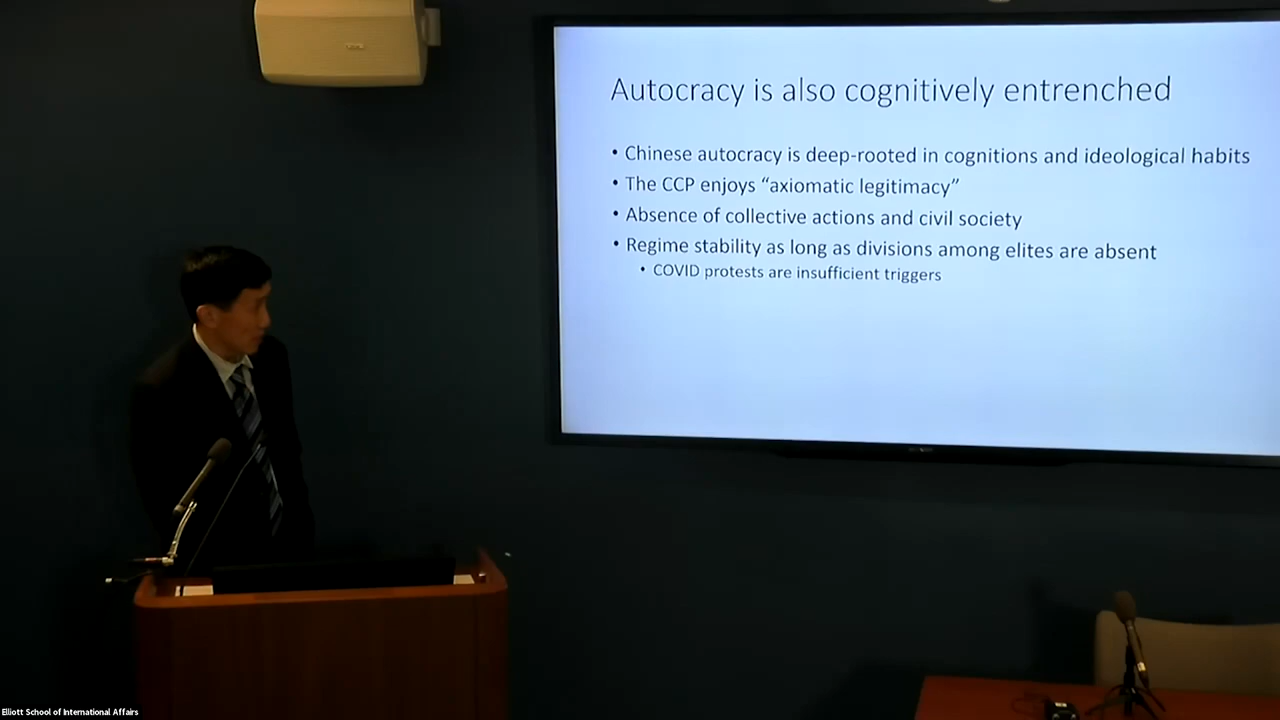 Autocracy is also cognitively entrenched
• Chinese autocracy is deep-rooted in cognitions and ideological habits
• The CCP enjoys “axiomatic legitimacy”
• Absence of collective actions and civil society
• Regime stability as long as divisions among elites are absent
• COVID protests are insufficient triggers
Elliott School of International Affairs